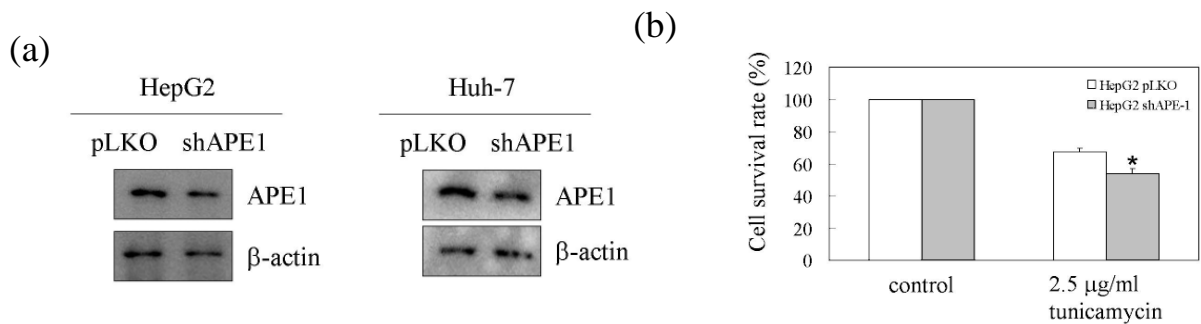 (a)
HepG2
pLKO shAPE1
APE1
β-actin
Huh-7
pLKO shAPE1
APE1
β-actin
(b)
Cell survival rate (%)
120
100
80
60
40
20
0
HepG2 pLKO
HepG2 shAPE-1
*
control
2.5 μg/ml
tunicamycin